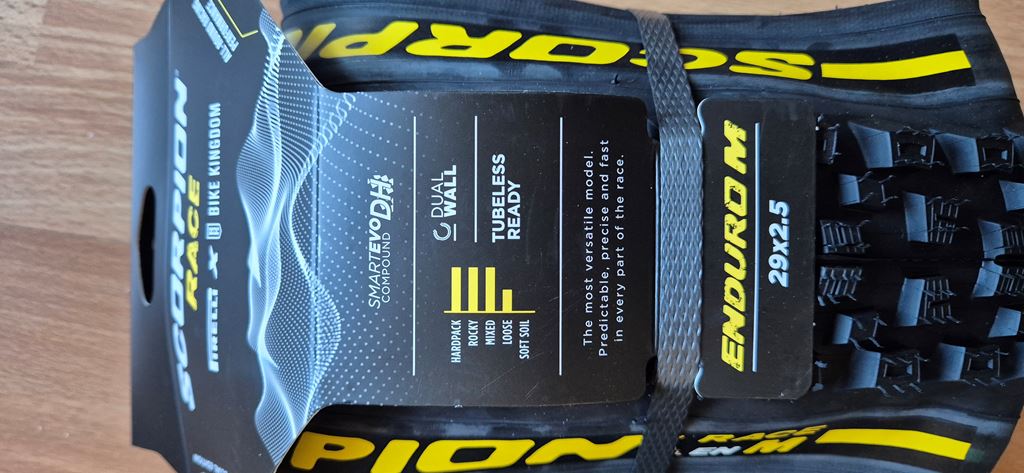 SCORPION
RACE
PIRELLI X BIKE KINGDOM
SMARTEVO DH
COMPOUND
DUAL
WALL
TUBELESS
READY
HARDPACK
ROCKY
MIXED
LOOSE
SOFT SOIL
The most versatile model.
Predictable, precise and fast
in every part of the race.
ENDURO M
29x2.5
SCORPIO
PION
RACE
EN M